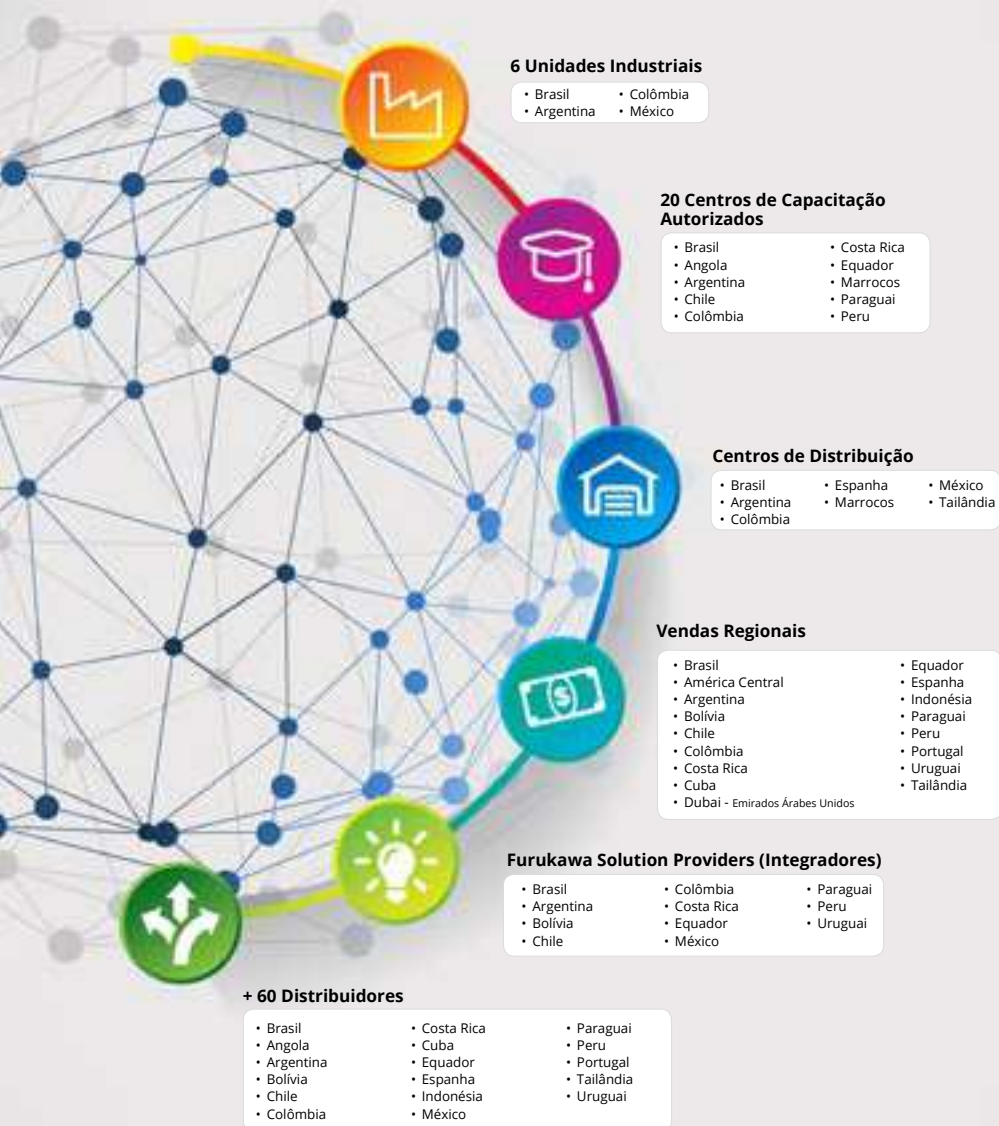 6 Unidades Industriais
• Brasil
• Argentina
• Colômbia
• México
20 Centros de Capacitação
Autorizados
• Brasil
• Angola
• Argentina
• Chile
• Colômbia
• Costa Rica
• Equador
• Marrocos
• Paraguai
• Peru
Centros de Distribuição
• Brasil
• Argentina
• Colômbia
• Espanha
• Marrocos
• México
• Tailândia
Vendas Regionais
• Brasil
• América Central
• Argentina
• Bolívia
• Chile
• Colômbia
• Costa Rica
• Cuba
• Dubai - Emirados Árabes Unidos
• Equador
• Espanha
• Indonésia
• Paraguai
• Peru
• Portugal
• Uruguai
• Tailândia
$
Furukawa Solution Providers (Integradores)
• Brasil
• Argentina
• Bolívia
• Chile
• Colômbia
• Costa Rica
• Equador
• México
• Paraguai
• Peru
• Uruguai
+ 60 Distribuidores
• Brasil
• Angola
• Argentina
• Bolívia
• Chile
• Colômbia
• Costa Rica
• Cuba
• Equador
• Espanha
• Indonésia
• México
• Paraguai
• Peru
• Portugal
• Tailândia
• Uruguai